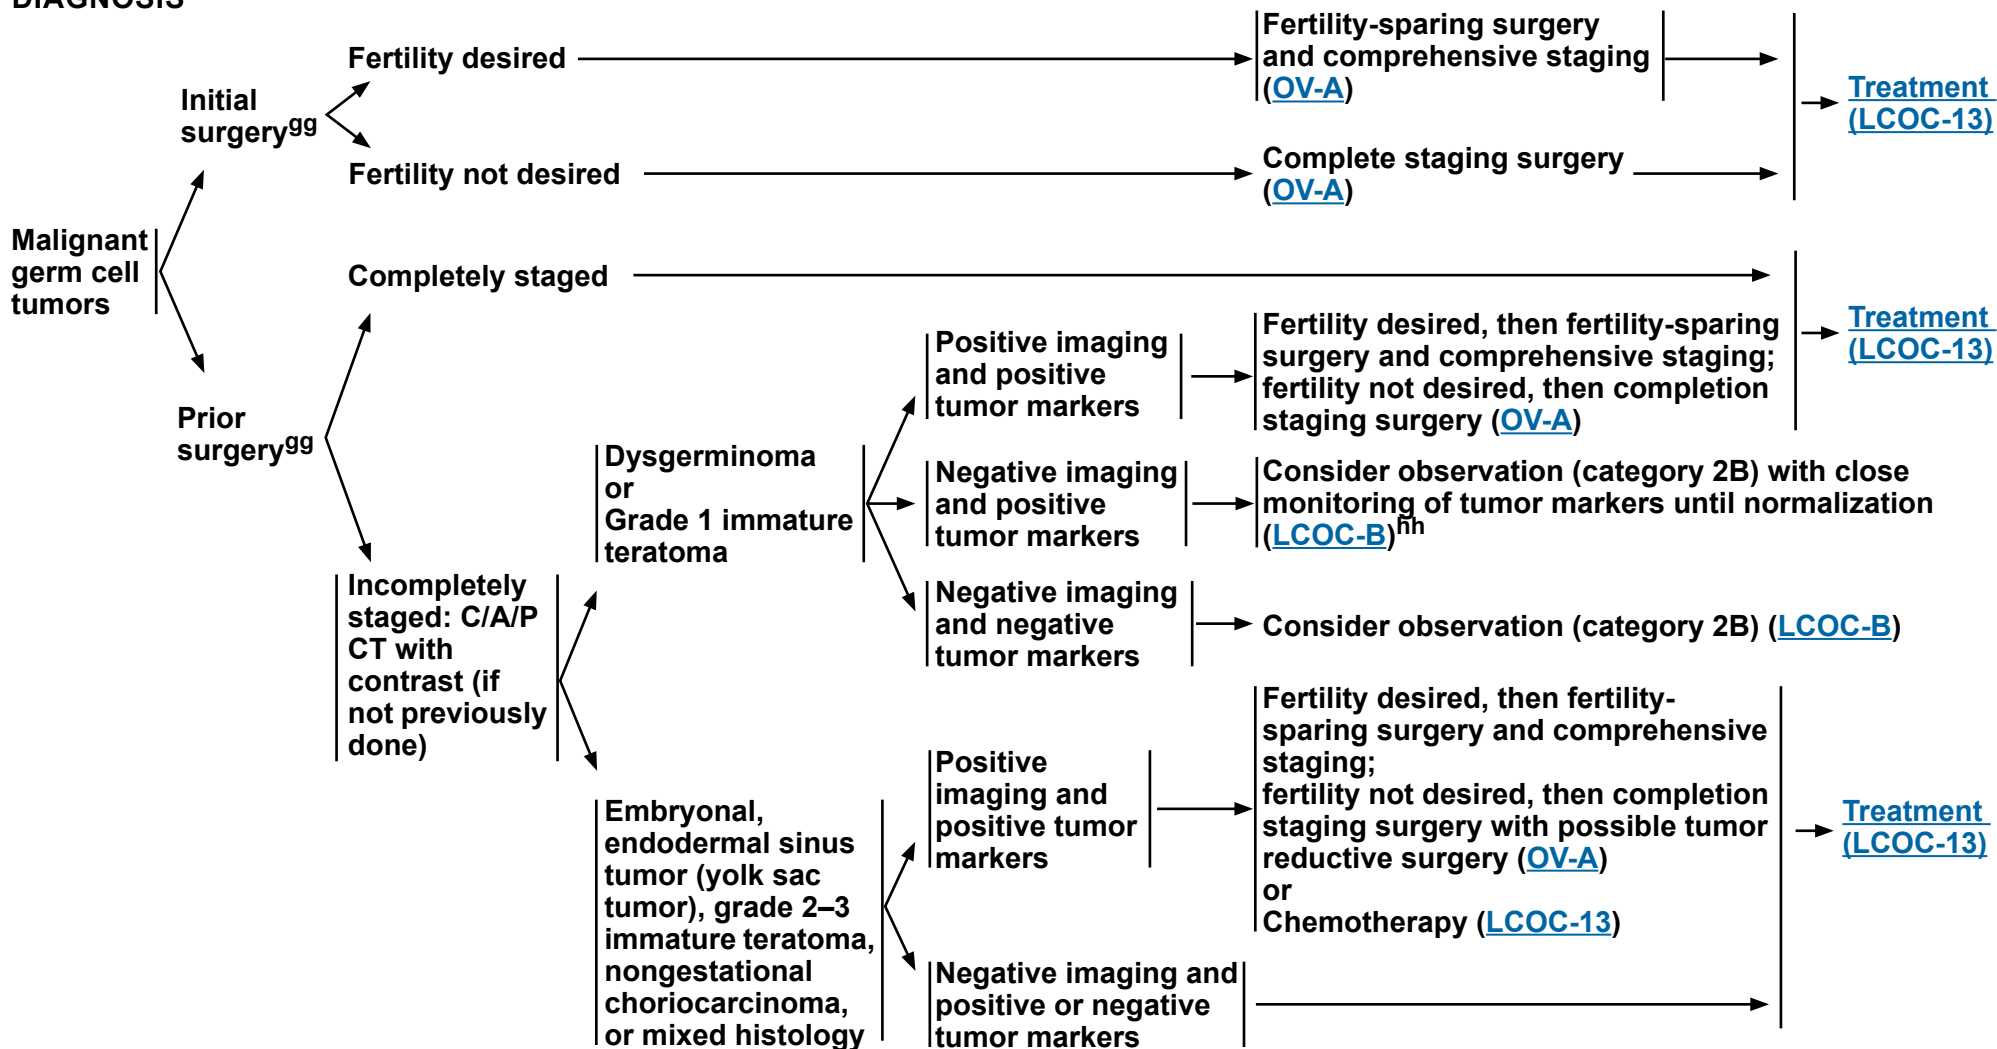 DIAGNOSIS
Fertility desired
Fertility-sparing surgery
and comprehensive staging
(OV-A)
Initial
surgerygg
Treatment
(LCOC-13)
Fertility not desired
Complete staging surgery
(OV-A)
Malignant
germ cell
tumors
Completely staged
Prior
surgerygg
Positive imaging
and positive
tumor markers
Fertility desired, then fertility-sparing
surgery and comprehensive staging;
fertility not desired, then completion
staging surgery (OV-A)
Treatment
(LCOC-13)
Dysgerminoma
or
Grade 1 immature
teratoma
Negative imaging
and positive
tumor markers
Consider observation (category 2B) with close
monitoring of tumor markers until normalization
(LCOC-B)hh
Negative imaging
and negative
tumor markers
Consider observation (category 2B) (LCOC-B)
Incompletely
staged: C/A/P
CT with
contrast (if
not previously
done)
Embryonal,
endodermal sinus
tumor (yolk sac
tumor), grade 2–3
immature teratoma,
nongestational
choriocarcinoma,
or mixed histology
Positive
imaging and
positive tumor
markers
Fertility desired, then fertility-
sparing surgery and comprehensive
staging;
fertility not desired, then completion
staging surgery with possible tumor
reductive surgery (OV-A)
or
Chemotherapy (LCOC-13)
Treatment
(LCOC-13)
Negative imaging and
positive or negative
tumor markers